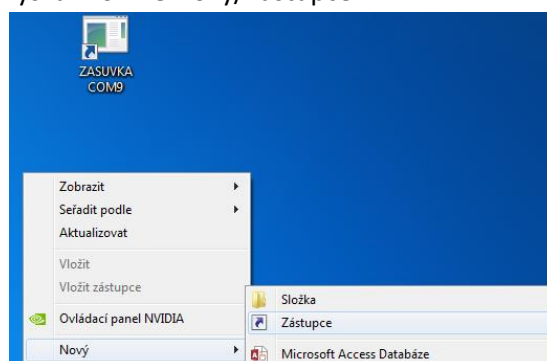 ZASUVKA
COM9
Zobrazit
Seřadit podle
Aktualizovat
Vložit
Vložit zástupce
Ovládací panel NVIDIA
Nový
Složka
Zástupce
Microsoft Access Databáze